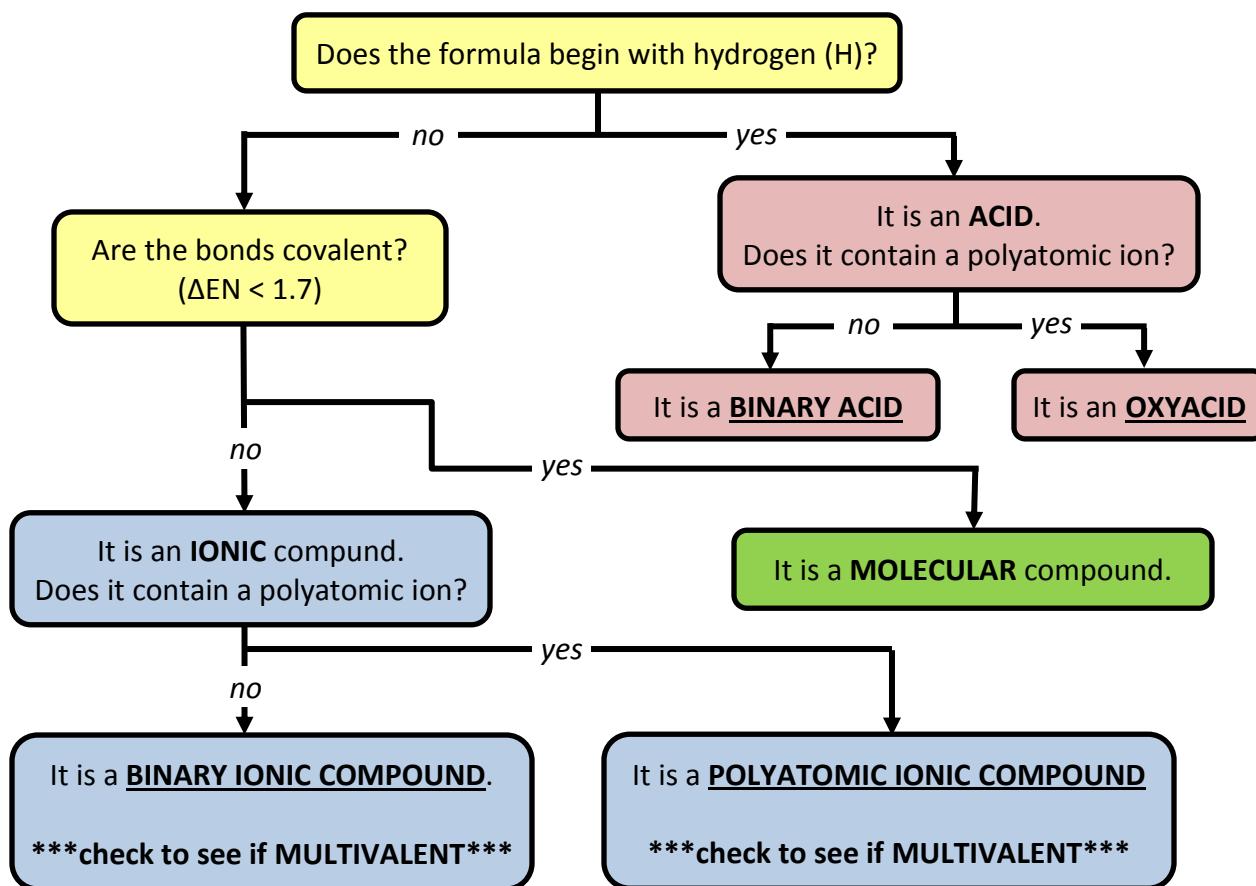 Does the formula begin with hydrogen (H)?
no
yes
Are the bonds covalent?
(ΔEN < 1.7)
It is an ACID.
Does it contain a polyatomic ion?
no
yes
It is a BINARY ACID
It is an OXYACID
no
yes
It is an IONIC compund.
Does it contain a polyatomic ion?
It is a MOLECULAR compound.
no
yes
It is a BINARY IONIC COMPOUND.
***check to see if MULTIVALENT***
It is a POLYATOMIC IONIC COMPOUND
***check to see if MULTIVALENT***